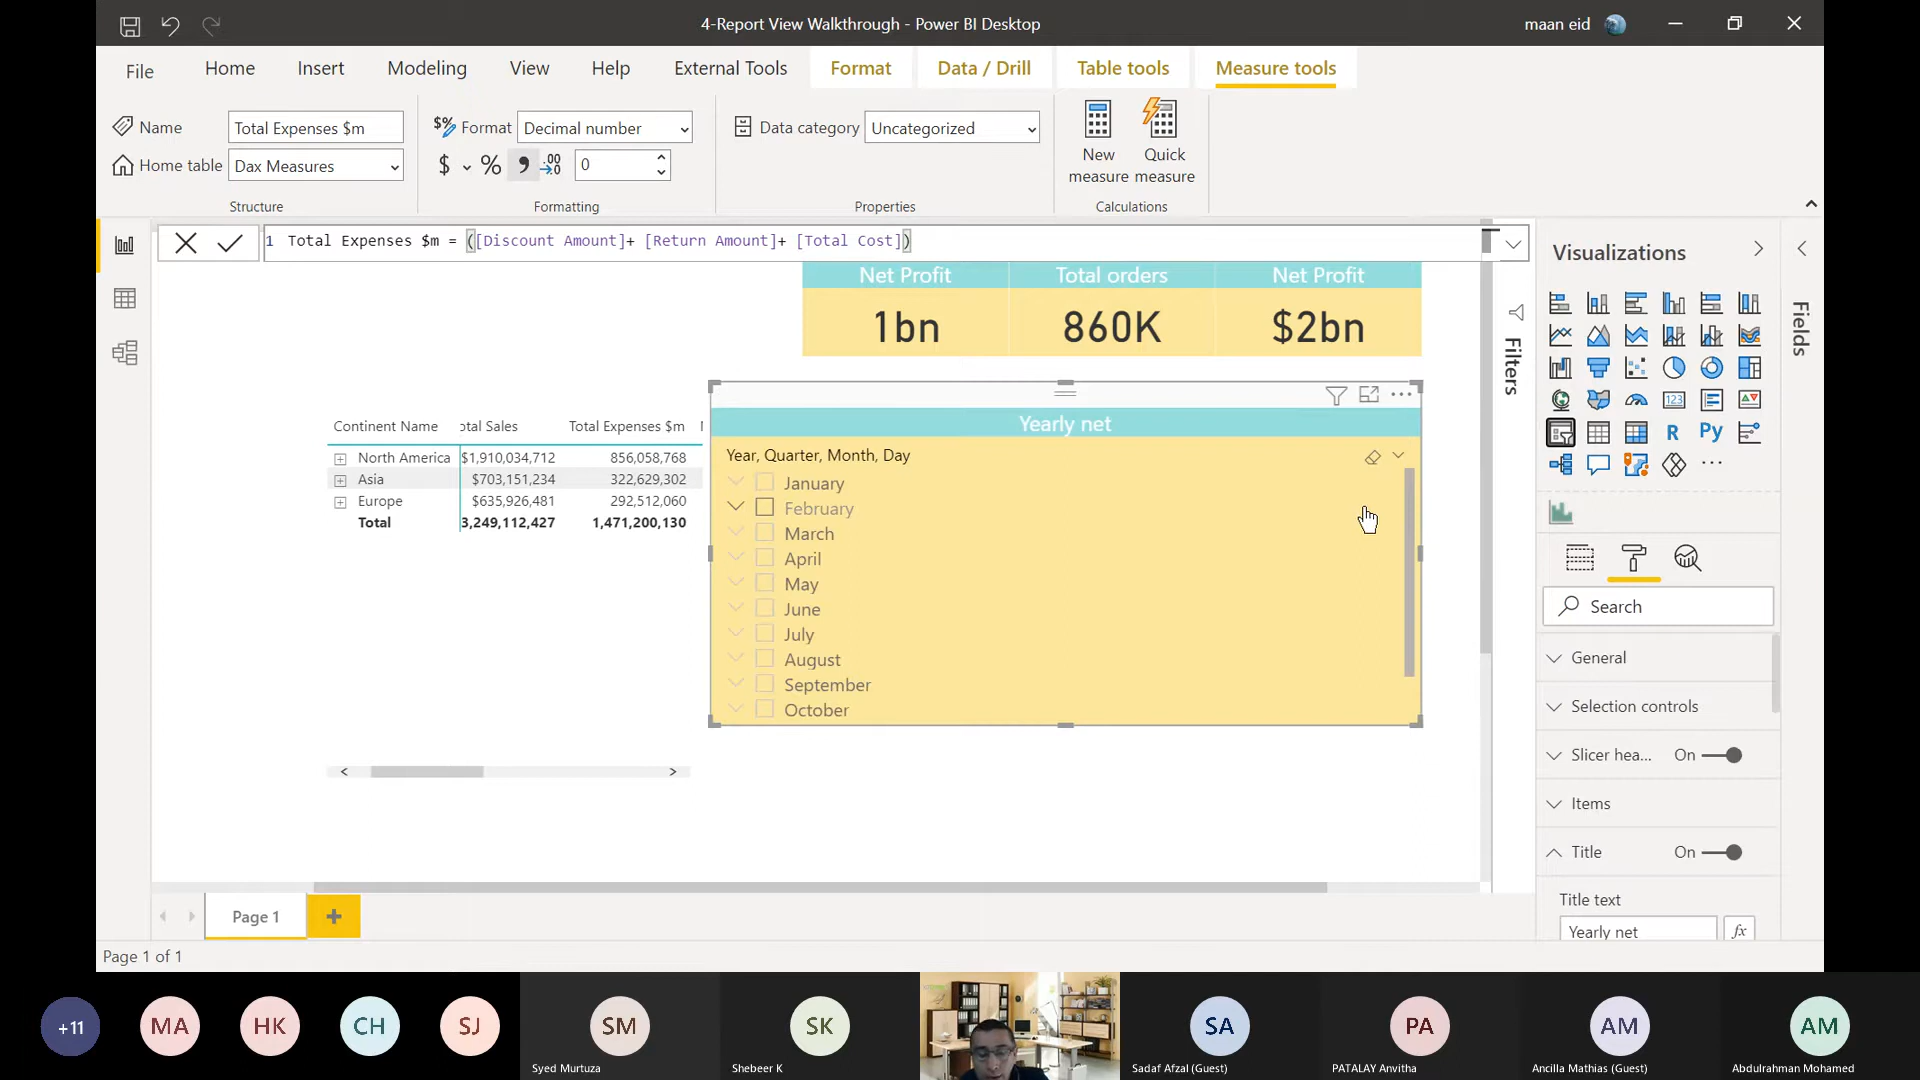 4-Report View Walkthrough - Power BI Desktop
maan eid
File
Home
Insert
Modeling
View
Help
External Tools
Format
Data / Drill
Table tools
Measure tools
Name
Total Expenses $m
Home table
Dax Measures
Structure
$% Format
Decimal number
$ % , .00 0
Formatting
Data category
Uncategorized
Properties
New
measure
Quick
measure
Calculations
1 Total Expenses $m = ([Discount Amount]+ [Return Amount]+ [Total Cost])
Net Profit
Total orders
Net Profit
1bn
860K
$2bn
Continent Name otal Sales Total Expenses $m
North America $1,910,034,712 856,058,768
Asia $703,151,234 322,629,302
Europe $635,926,481 292,512,060
Total 3,249,112,427 1,471,200,130
Yearly net
Year, Quarter, Month, Day
January
February
March
April
May
June
July
August
September
October
Filters
Visualizations
123
R
Py
...
Search
General
Selection controls
Slicer hea... On
Items
Title On
Title text
Yearly net
fx
Fields
Page 1
+
Page 1 of 1
+11
MA
HK
CH
SJ
SM
Syed Murtuza
SK
Shebeer K
SA
Sadaf Afzal (Guest)
PA
PATALAY Anvitha
AM
Ancilla Mathias (Guest)
AM
Abdulrahman Mohamed